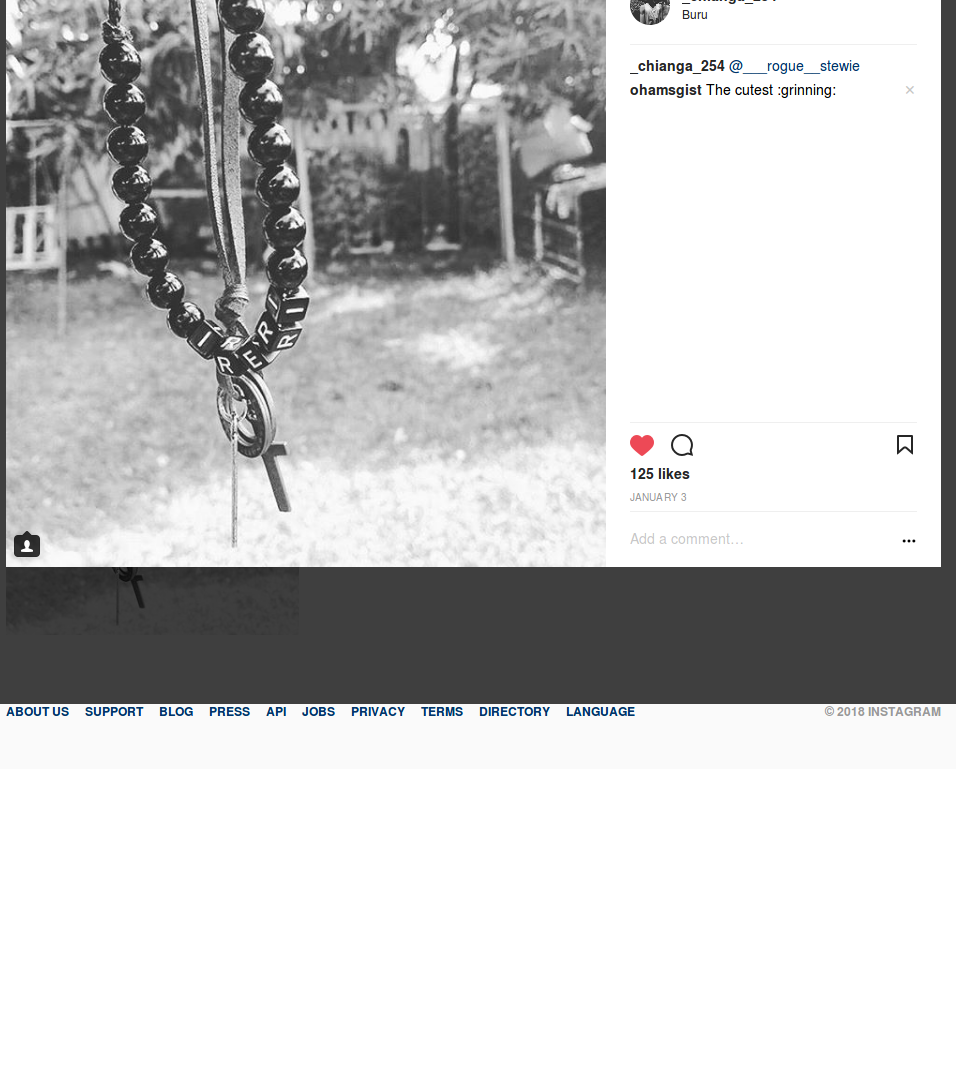 Buru
_chianga_254 @___rogue__stewie
ohamsgist The cutest :grinning:
×
I R R E R I R I
125 likes
JANUARY 3
Add a comment…
ABOUT US SUPPORT BLOG PRESS API JOBS PRIVACY TERMS DIRECTORY LANGUAGE © 2018 INSTAGRAM